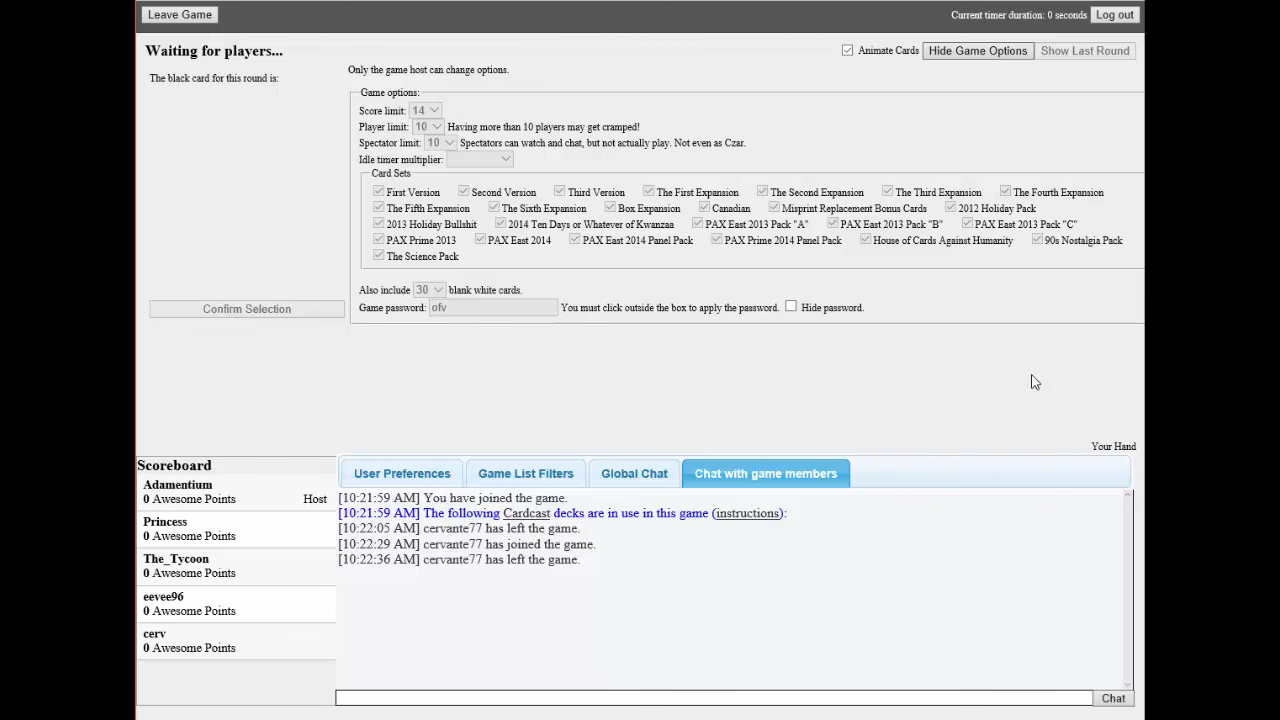 Leave Game
Current timer duration: 0 seconds Log out
Waiting for players...
Animate Cards Hide Game Options Show Last Round
The black card for this round is:
Only the game host can change options.
Game options:
Score limit: 14
Player limit: 10 Having more than 10 players may get cramped!
Spectator limit: 10 Spectators can watch and chat, but not actually play. Not even as Czar.
Idle timer multiplier:
Card Sets
First Version Second Version Third Version The First Expansion The Second Expansion The Third Expansion The Fourth Expansion
The Fifth Expansion The Sixth Expansion Box Expansion Canadian Misprint Replacement Bonus Cards 2012 Holiday Pack
2013 Holiday Bullshit 2014 Ten Days or Whatever of Kwanzaa PAX East 2013 Pack "A" PAX East 2013 Pack "B" PAX East 2013 Pack "C"
PAX Prime 2013 PAX East 2014 PAX East 2014 Panel Pack PAX Prime 2014 Panel Pack House of Cards Against Humanity 90s Nostalgia Pack
The Science Pack
Also include 30 blank white cards.
Game password: ofv You must click outside the box to apply the password. Hide password.
Confirm Selection
Your Hand
Scoreboard
Adamentium
0 Awesome Points Host
Princess
0 Awesome Points
The_Tycoon
0 Awesome Points
eevee96
0 Awesome Points
cerv
0 Awesome Points
User Preferences Game List Filters Global Chat Chat with game members
[10:21:59 AM] You have joined the game.
[10:21:59 AM] The following Cardcast decks are in use in this game (instructions):
[10:22:05 AM] cervante77 has left the game.
[10:22:29 AM] cervante77 has joined the game.
[10:22:36 AM] cervante77 has left the game.
Chat